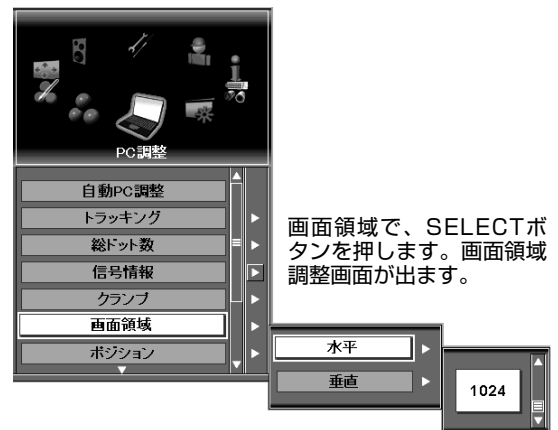 PC調整
自動PC調整
トラッキング
総ドット数
信号情報
クランプ
画面領域
ポジション
画面領域で、SELECTボ
タンを押します。画面領域
調整画面が出ます。
水平
垂直
1024